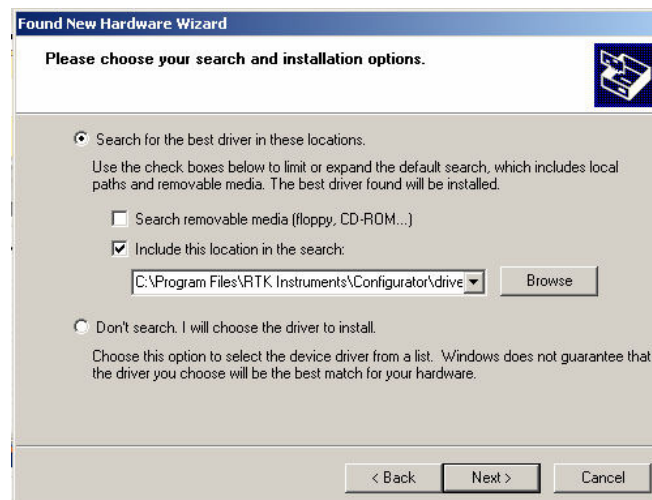 Found New Hardware Wizard
Please choose your search and installation options.
Search for the best driver in these locations.
Use the check boxes below to limit or expand the default search, which includes local
paths and removable media. The best driver found will be installed.
Search removable media (floppy, CD-ROM...)
Include this location in the search:
C:\Program Files\RTK Instruments\Configurator\drive
Browse
Don't search. I will choose the driver to install.
Choose this option to select the device driver from a list. Windows does not guarantee that
the driver you choose will be the best match for your hardware.
< Back
Next >
Cancel